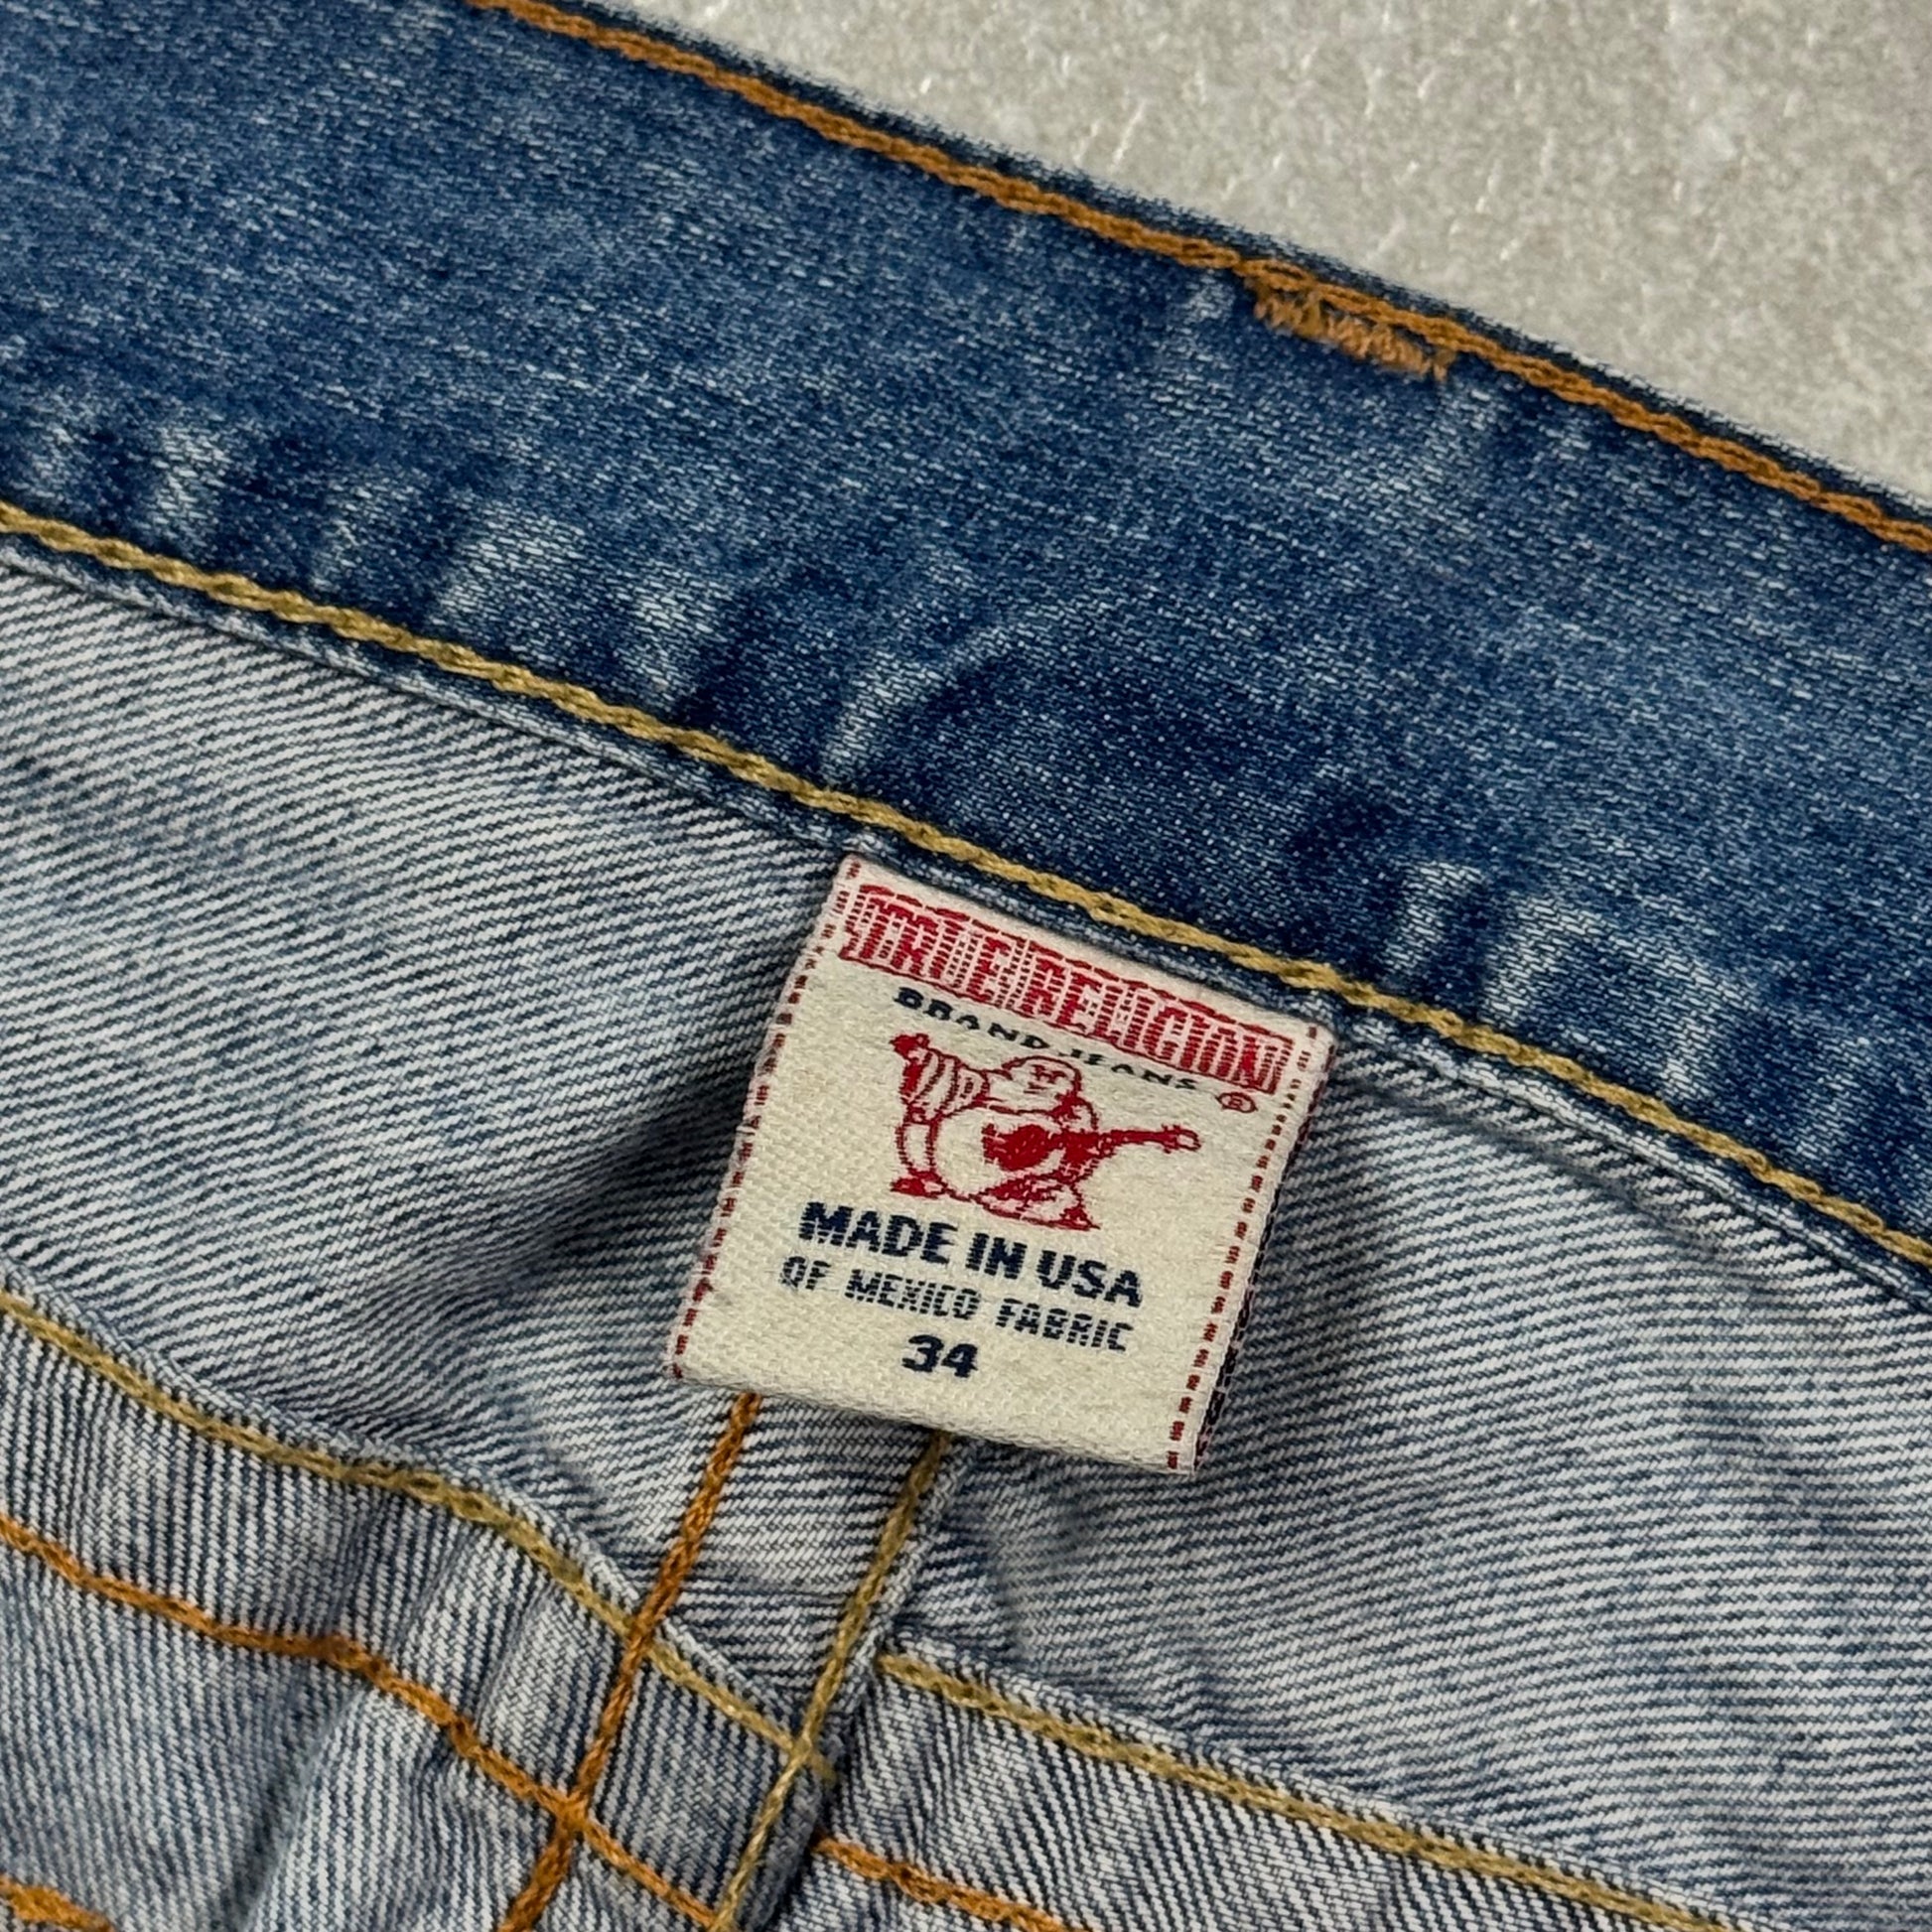 TRUE RELIGION
BRAND JEANS
®
MADE IN USA
OF MEXICO FABRIC
34